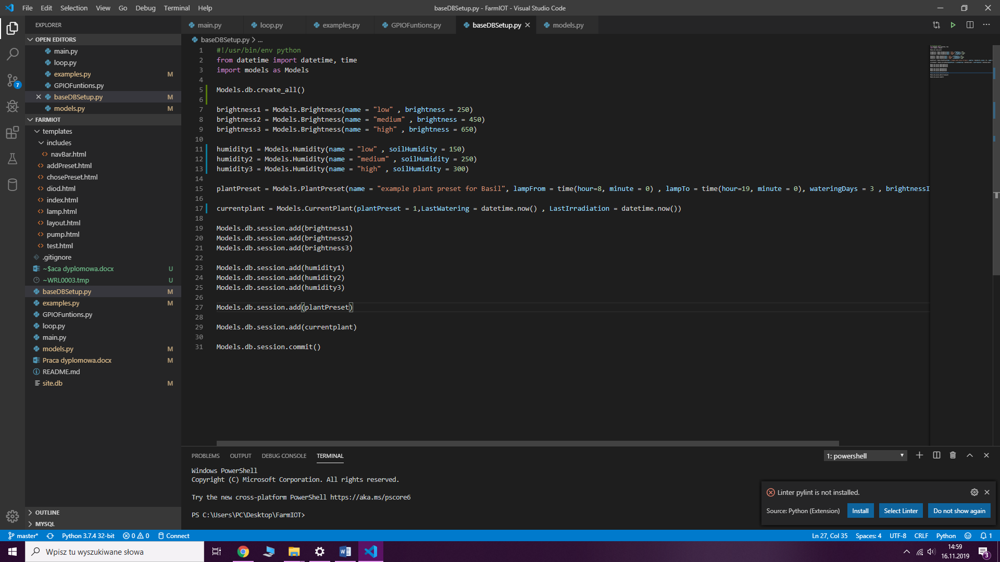 File Edit Selection View Go Debug Terminal Help
baseDBSetup.py - FarmIOT - Visual Studio Code
EXPLORER
OPEN EDITORS
main.py
loop.py
examples.py M
GPIOFuntions.py
baseDBSetup.py M
models.py M
FARMIOT
templates
includes
navBar.html
addPreset.html
chosePreset.html
diod.html
index.html
lamp.html
layout.html
pump.html
test.html
.gitignore
~$aca dyplomowa.docx U
~WRL0003.tmp U
baseDBSetup.py M
examples.py M
GPIOFuntions.py
loop.py
main.py
models.py M
Praca dyplomowa.docx M
README.md
site.db M
OUTLINE
MYSQL
7
main.py loop.py examples.py GPIOFuntions.py baseDBSetup.py models.py
baseDBSetup.py > ...
1 #!/usr/bin/env python
2 from datetime import datetime, time
3 import models as Models
4
5 Models.db.create_all()
6
7 brightness1 = Models.Brightness(name = "low" , brightness = 250)
8 brightness2 = Models.Brightness(name = "medium" , brightness = 450)
9 brightness3 = Models.Brightness(name = "high" , brightness = 650)
10
11 humidity1 = Models.Humidity(name = "low" , soilHumidity = 150)
12 humidity2 = Models.Humidity(name = "medium" , soilHumidity = 250)
13 humidity3 = Models.Humidity(name = "high" , soilHumidity = 300)
14
15 plantPreset = Models.PlantPreset(name = "example plant preset for Basil", lampFrom = time(hour=8, minute = 0) , lampTo = time(hour=19, minute = 0), wateringDays = 3 , brightnessI
16
17 currentplant = Models.CurrentPlant(plantPreset = 1,LastWatering = datetime.now() , LastIrradiation = datetime.now())
18
19 Models.db.session.add(brightness1)
20 Models.db.session.add(brightness2)
21 Models.db.session.add(brightness3)
22
23 Models.db.session.add(humidity1)
24 Models.db.session.add(humidity2)
25 Models.db.session.add(humidity3)
26
27 Models.db.session.add(plantPreset)
28
29 Models.db.session.add(currentplant)
30
31 Models.db.session.commit()
PROBLEMS OUTPUT DEBUG CONSOLE TERMINAL
1: powershell
Windows PowerShell
Copyright (C) Microsoft Corporation. All rights reserved.
Try the new cross-platform PowerShell https://aka.ms/pscore6
PS C:\Users\PC\Desktop\FarmIOT>
Linter pylint is not installed.
Source: Python (Extension) Install Select Linter Do not show again
master* Python 3.7.4 32-bit 0 0 Connect
Ln 27, Col 35 Spaces: 4 UTF-8 CRLF Python 1
Wpisz tu wyszukiwane słowa
14:59
16.11.2019
3